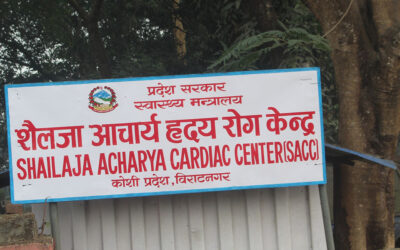 प्रदेश सरकार
स्वास्थ्य मन्त्रालय
शैलजा आचार्य हृदय रोग केन्द्र
SHAILAJA ACHARYA CARDIAC CENTER(SACC)
कोशी प्रदेश,विराटनगर